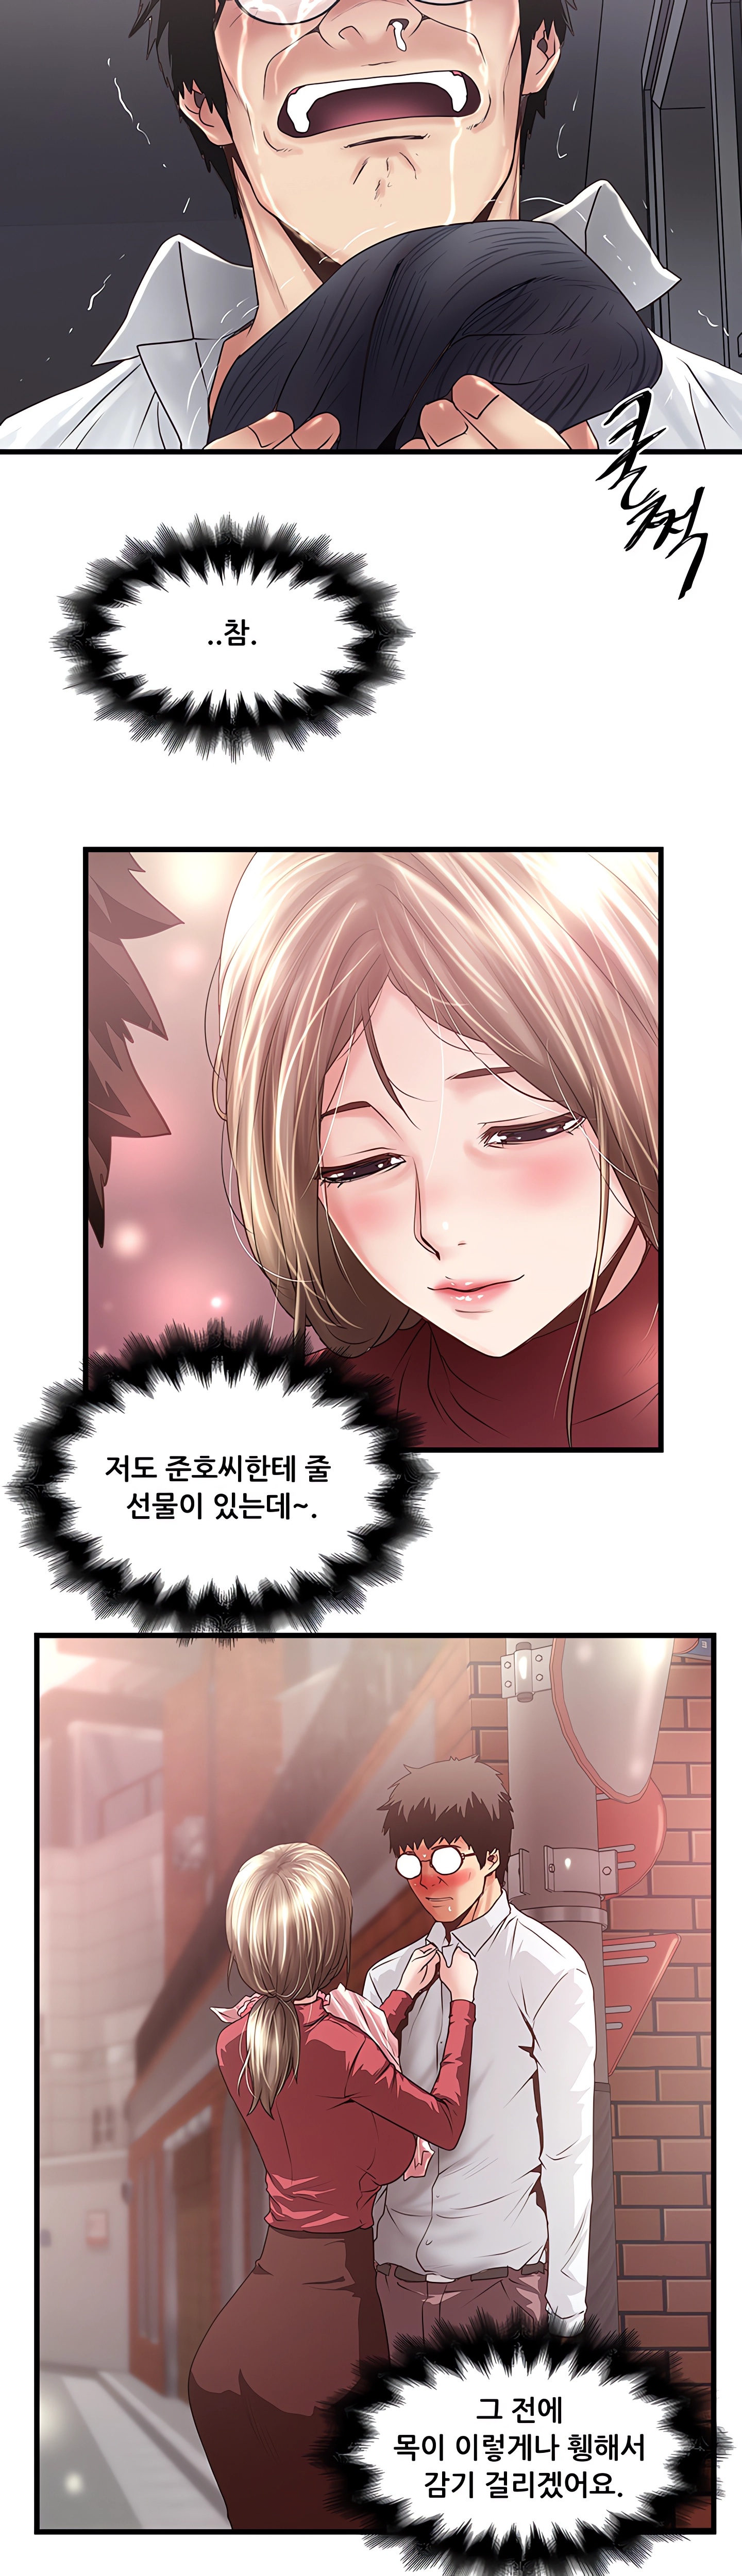 쿨쩍
..참.
저도 준호씨한테 줄
선물이 있는데~.
그 전에
목이 이렇게나 휑해서
감기 걸리겠어요.